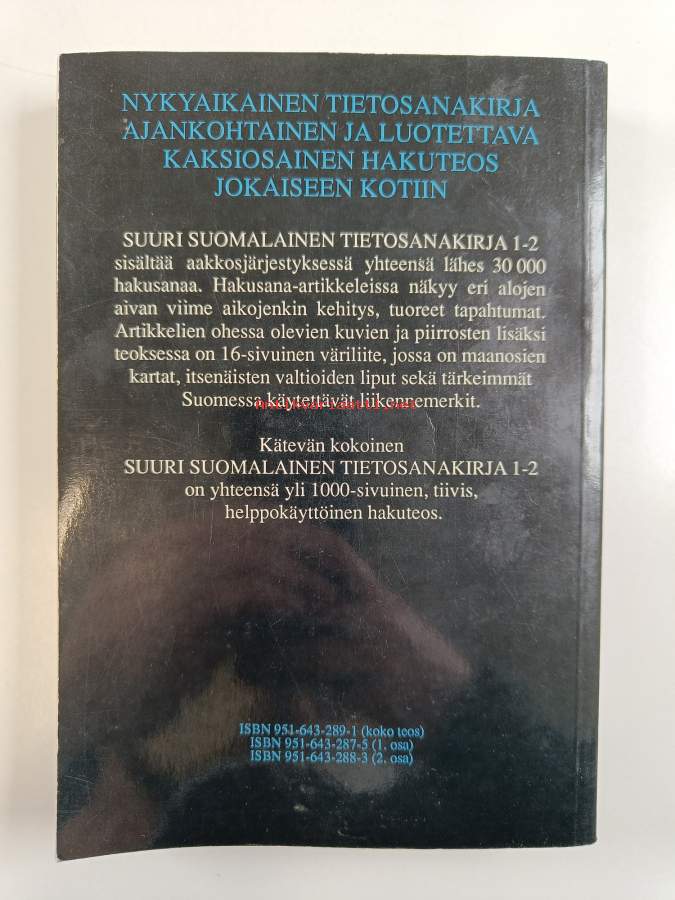 NYKYAIKAINEN TIETOSANAKIRJA
AJANKOHTAINEN JA LUOTETTAVA
KAKSIOSAINEN HAKUTEOS
JOKAISEEN KOTIIN
SUURI SUOMALAINEN TIETOSANAKIRJA 1-2
sisältää aakkosjärjestyksessä yhteensä lähes 30 000
hakusanaa. Hakusana-artikkeleissa näkyy eri alojen
aivan viime aikojenkin kehitys, tuoreet tapahtumat.
Artikkelien ohessa olevien kuvien ja piirrosten lisäksi
teoksessa on 16-sivuinen väriliite, jossa on maanosien
kartat, itsenäisten valtioiden liput sekä tärkeimmät
Suomessa käytettävät liikennemerkit.
antikvariaatti.net
Kätevän kokoinen
SUURI SUOMALAINEN TIETOSANAKIRJA 1-2
on yhteensä yli 1000-sivuinen, tiivis,
helppokäyttöinen hakuteos.
ISBN 951-643-289-1 (koko teos)
ISBN 951-643-287-5 (1. osa)
ISBN 951-643-288-3 (2. osa)